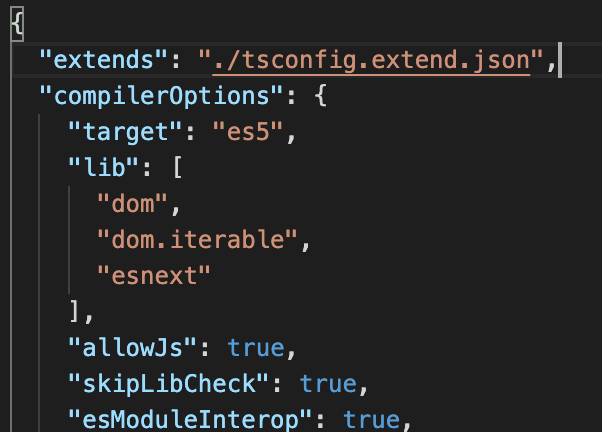 {
"extends": "./tsconfig.extend.json",
"compilerOptions": {
"target": "es5",
"lib": [
"dom",
"dom.iterable",
"esnext"
],
"allowJs": true,
"skipLibCheck": true,
"esModuleInterop": true,